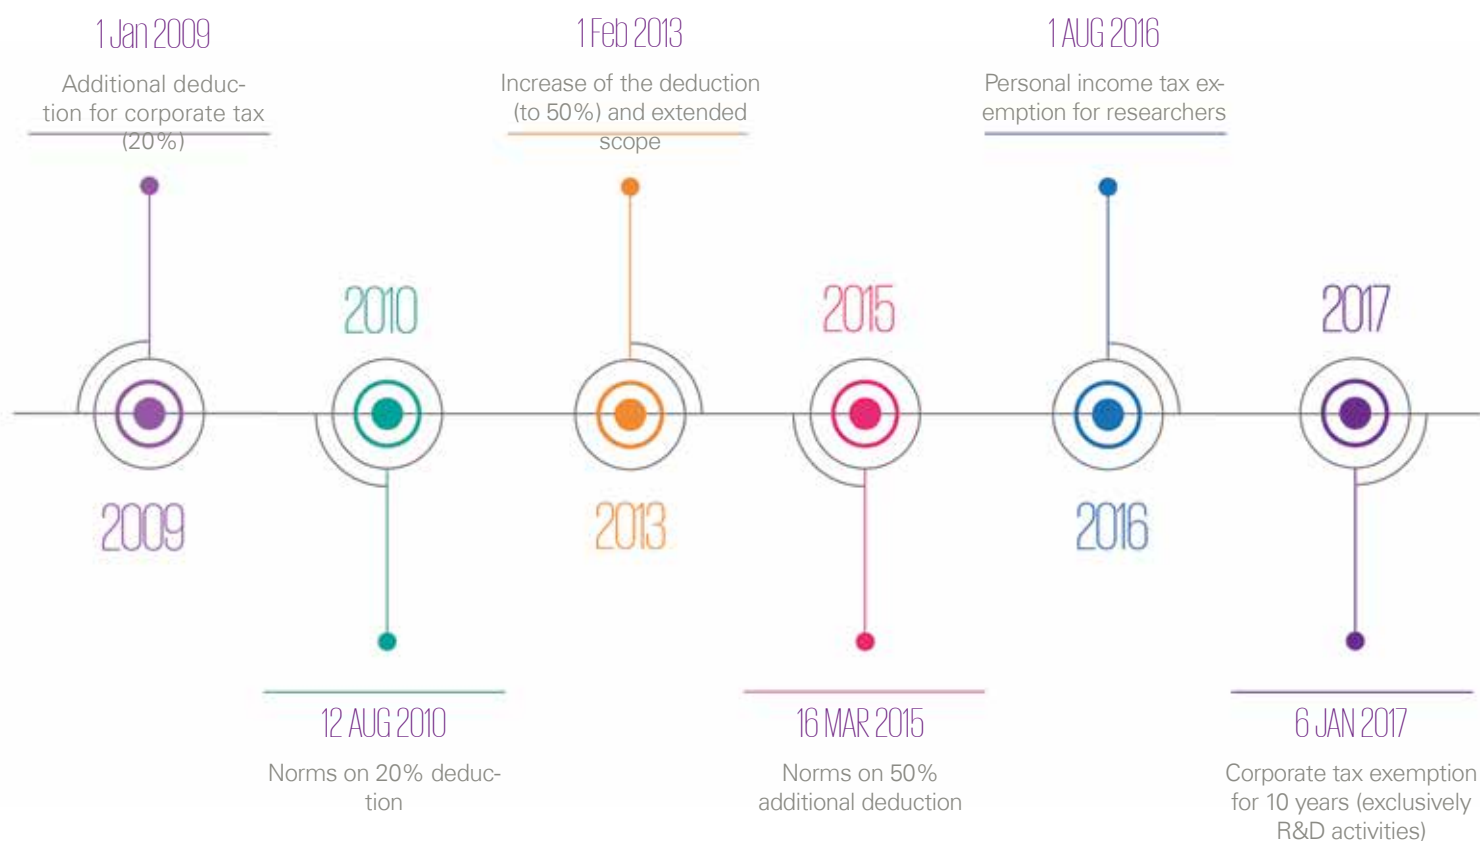 1 Jan 2009
Additional deduc-
tion for corporate tax
(20%)
1 Feb 2013
Increase of the deduction
(to 50%) and extended
scope
1 AUG 2016
Personal income tax ex-
emption for researchers
2010
2015
2017
2009
2013
2016
12 AUG 2010
Norms on 20% deduc-
tion
16 MAR 2015
Norms on 50%
additional deduction
6 JAN 2017
Corporate tax exemption
for 10 years (exclusively
R&D activities)